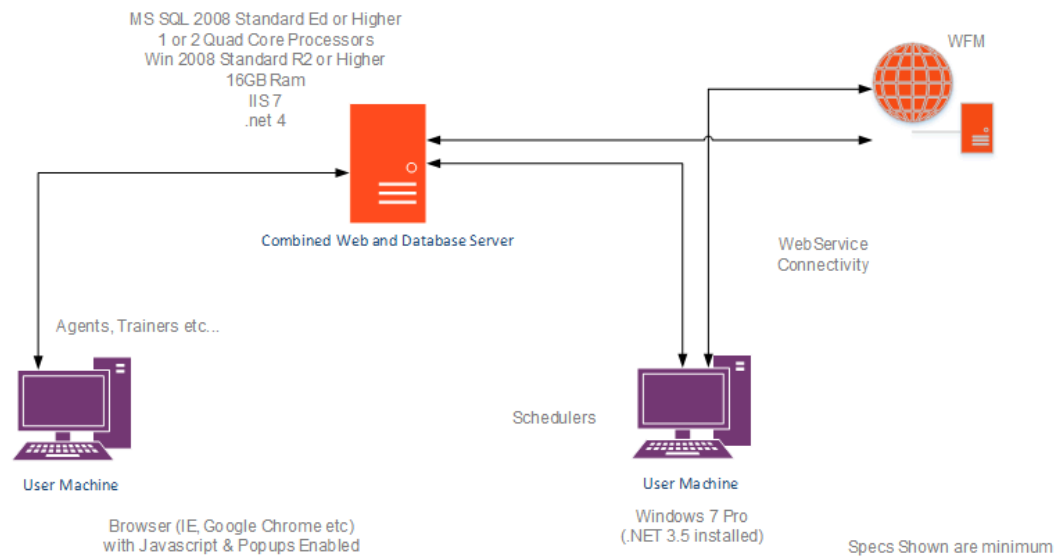 MS SQL 2008 Standard Ed or Higher
1 or 2 Quad Core Processors
Win 2008 Standard R2 or Higher
16GB Ram
IIS 7
.net 4
WFM
Combined Web and Database Server
Web Service
Connectivity
Agents, Trainers etc...
Schedulers
User Machine
User Machine
Browser (IE, Google Chrome etc)
with Javascript & Popups Enabled
Windows 7 Pro
(.NET 3.5 installed)
Specs Shown are minimum